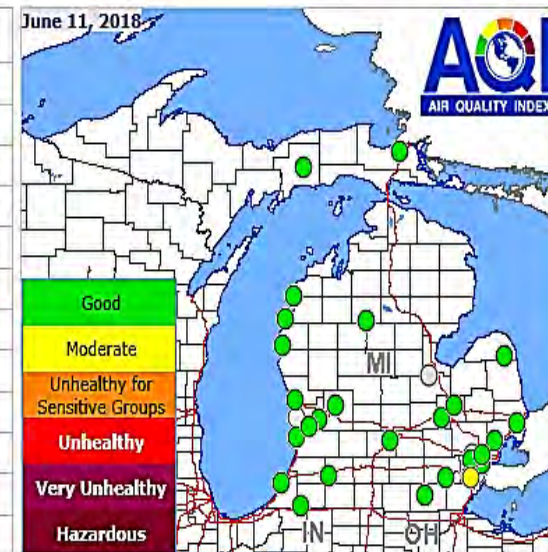 June 11, 2018
AQI
AIR QUALITY INDEX
Good
Moderate
Unhealthy for
Sensitive Groups
Unhealthy
Very Unhealthy
Hazardous
MI
IN
OH